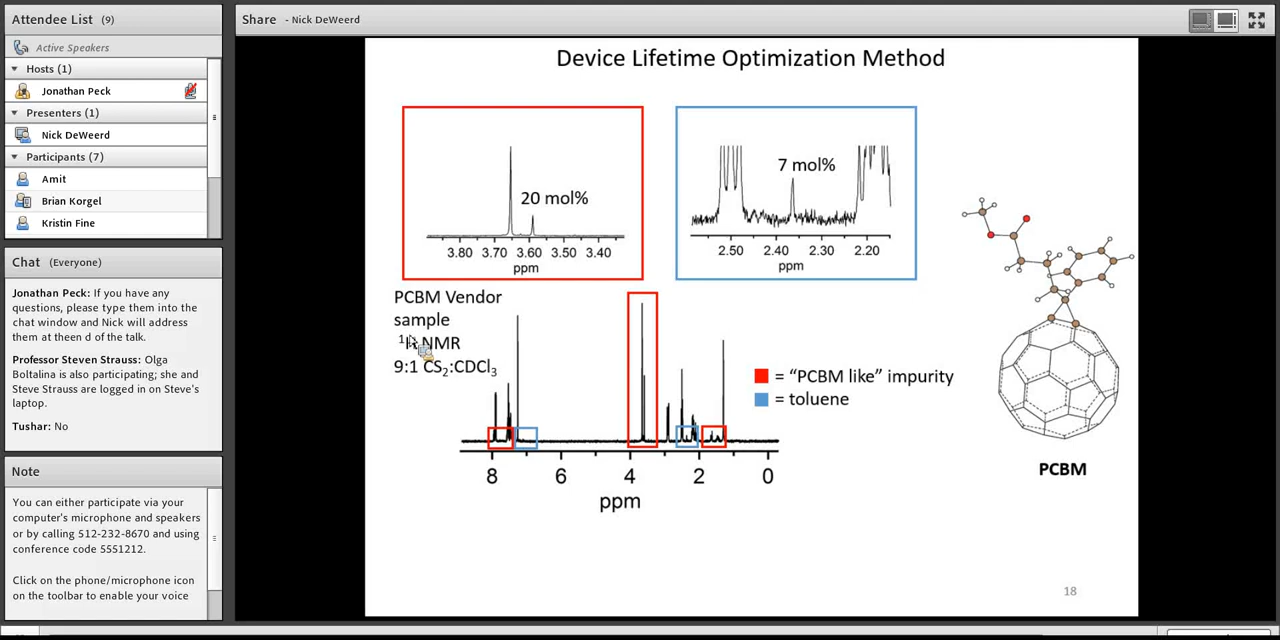 Attendee List (9)
Active Speakers
Hosts (1)
Jonathan Peck
Presenters (1)
Nick DeWeerd
Participants (7)
Amit
Brian Korgel
Kristin Fine
Chat (Everyone)
Jonathan Peck: If you have any
questions, please type them into the
chat window and Nick will address
them at theen d of the talk.
Professor Steven Strauss: Olga
Boltalina is also participating; she
and Steve Strauss are logged in on Steve's
laptop.
Tushar: No
Note
You can either participate via your
computer's microphone and speakers
or by calling 512-232-8670 and using
conference code 5551212.
Click on the phone/microphone icon
on the toolbar to enable your voice
Share - Nick DeWeerd
Device Lifetime Optimization Method
20 mol%
3.80 3.70 3.60 3.50 3.40
ppm
7 mol%
2.50 2.40 2.30 2.20
ppm
PCBM Vendor
sample
1H NMR
9:1 CS2:CDCl3
8 6 4 2 0
ppm
= “PCBM like” impurity
= toluene
PCBM
18